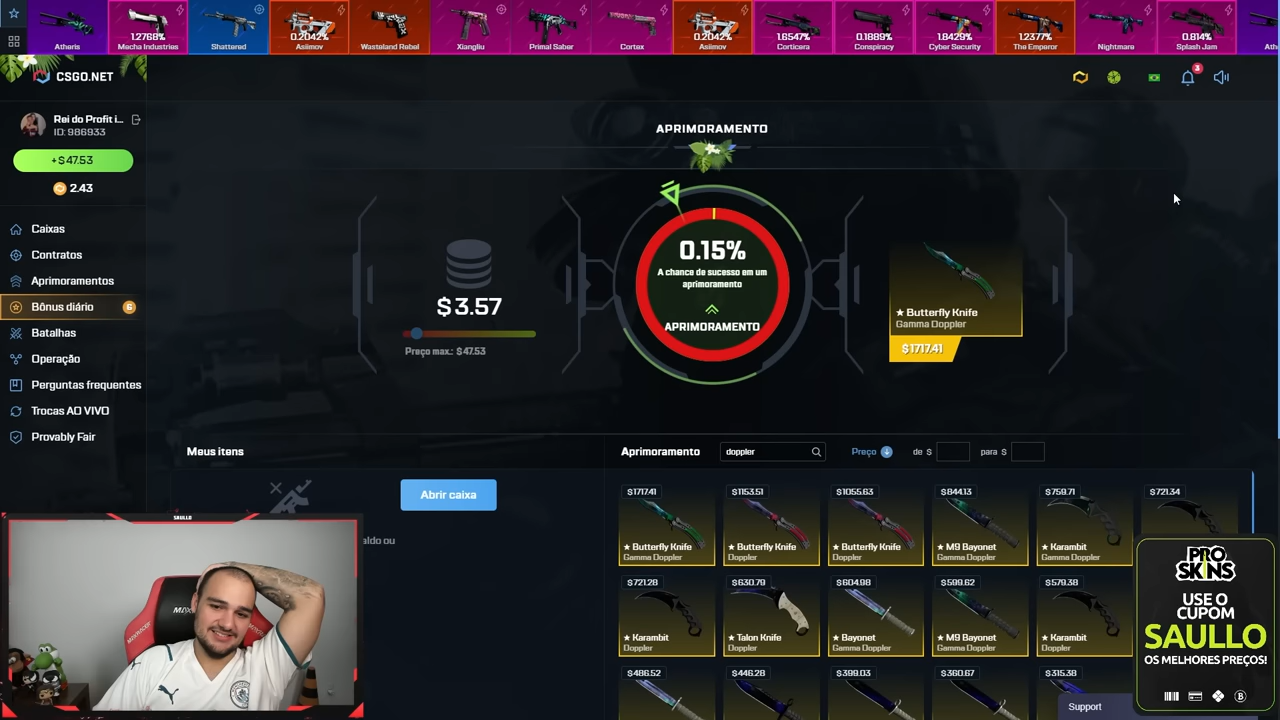 Atheris
1.2768%
Mecha Industries
Shattered
0.2042%
Asiimov
Wasteland Rebel
Xiangliu
Primal Saber
Cortex
0.2042%
Asiimov
1.6547%
Corticera
0.1889%
Conspiracy
1.8429%
Cyber Security
1.2377%
The Emperor
Nightmare
0.814%
Splash Jam
Ath
CSGO.NET
3
Rei do Profit i...
ID: 986933
+$47.53
2.43
Caixas
Contratos
Aprimoramentos
Bônus diário
6
Batalhas
Operação
Perguntas frequentes
Trocas AO VIVO
Provably Fair
APRIMORAMENTO
$3.57
Preço max.: $47.53
0.15%
A chance de sucesso em um
aprimoramento
APRIMORAMENTO
★ Butterfly Knife
Gamma Doppler
$1717.41
Meus itens
Abrir caixa
aldo ou
Aprimoramento
doppler
Preço
de $
para $
$1717.41
★ Butterfly Knife
Gamma Doppler
$1153.51
★ Butterfly Knife
Doppler
$1055.63
★ Butterfly Knife
Doppler
$844.13
★ M9 Bayonet
Gamma Doppler
$759.71
★ Karambit
Gamma Doppler
$721.34
$721.28
★ Karambit
Doppler
$630.79
★ Talon Knife
Doppler
$604.98
★ Bayonet
Gamma Doppler
$599.62
★ M9 Bayonet
Gamma Doppler
$579.38
★ Karambit
Doppler
$486.52
$446.28
$399.03
$360.67
$315.38
Support
SAULLO
PRO
SKINS
USE O
CUPOM
SAULLO
OS MELHORES PREÇOS!